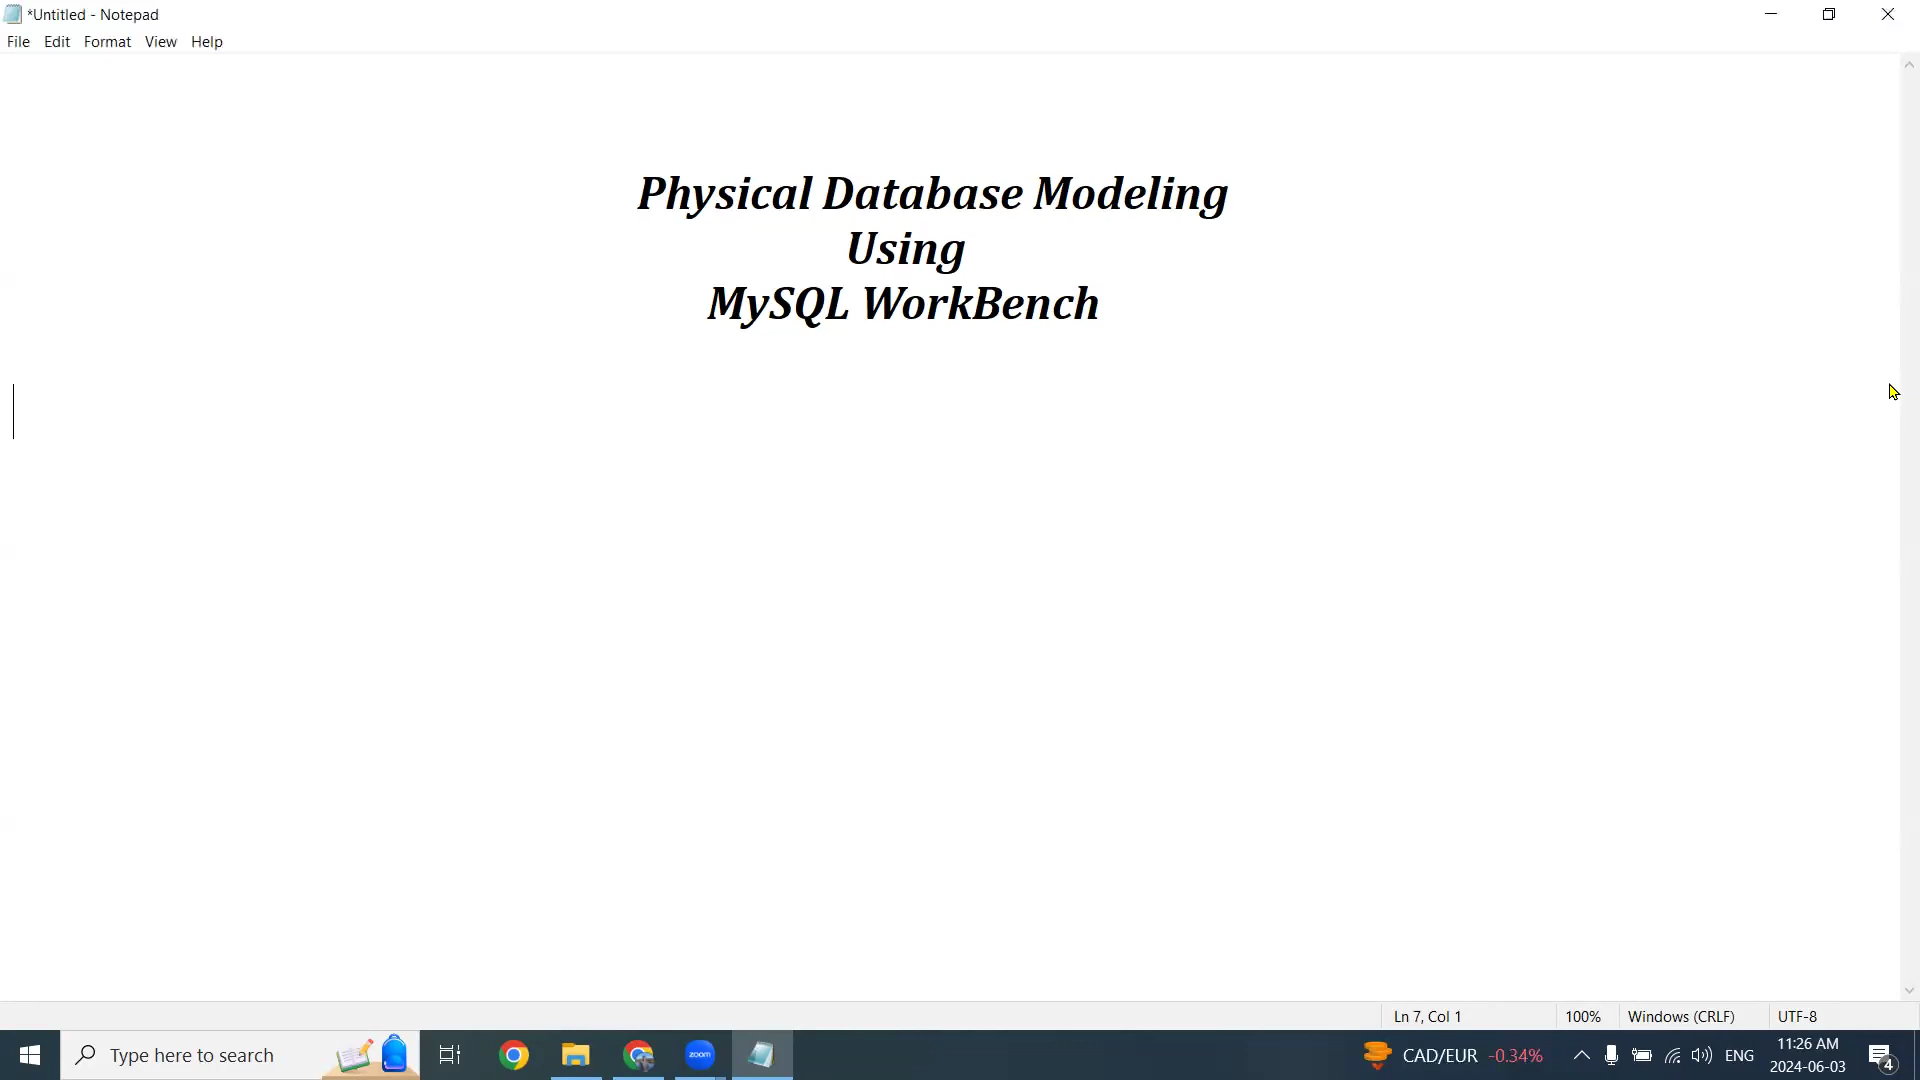 *Untitled - Notepad
File Edit Format View Help
Physical Database Modeling
Using
MySQL WorkBench
Ln 7, Col 1 100% Windows (CRLF) UTF-8
Type here to search zoom CAD/EUR -0.34% ENG 11:26 AM
2024-06-03 4